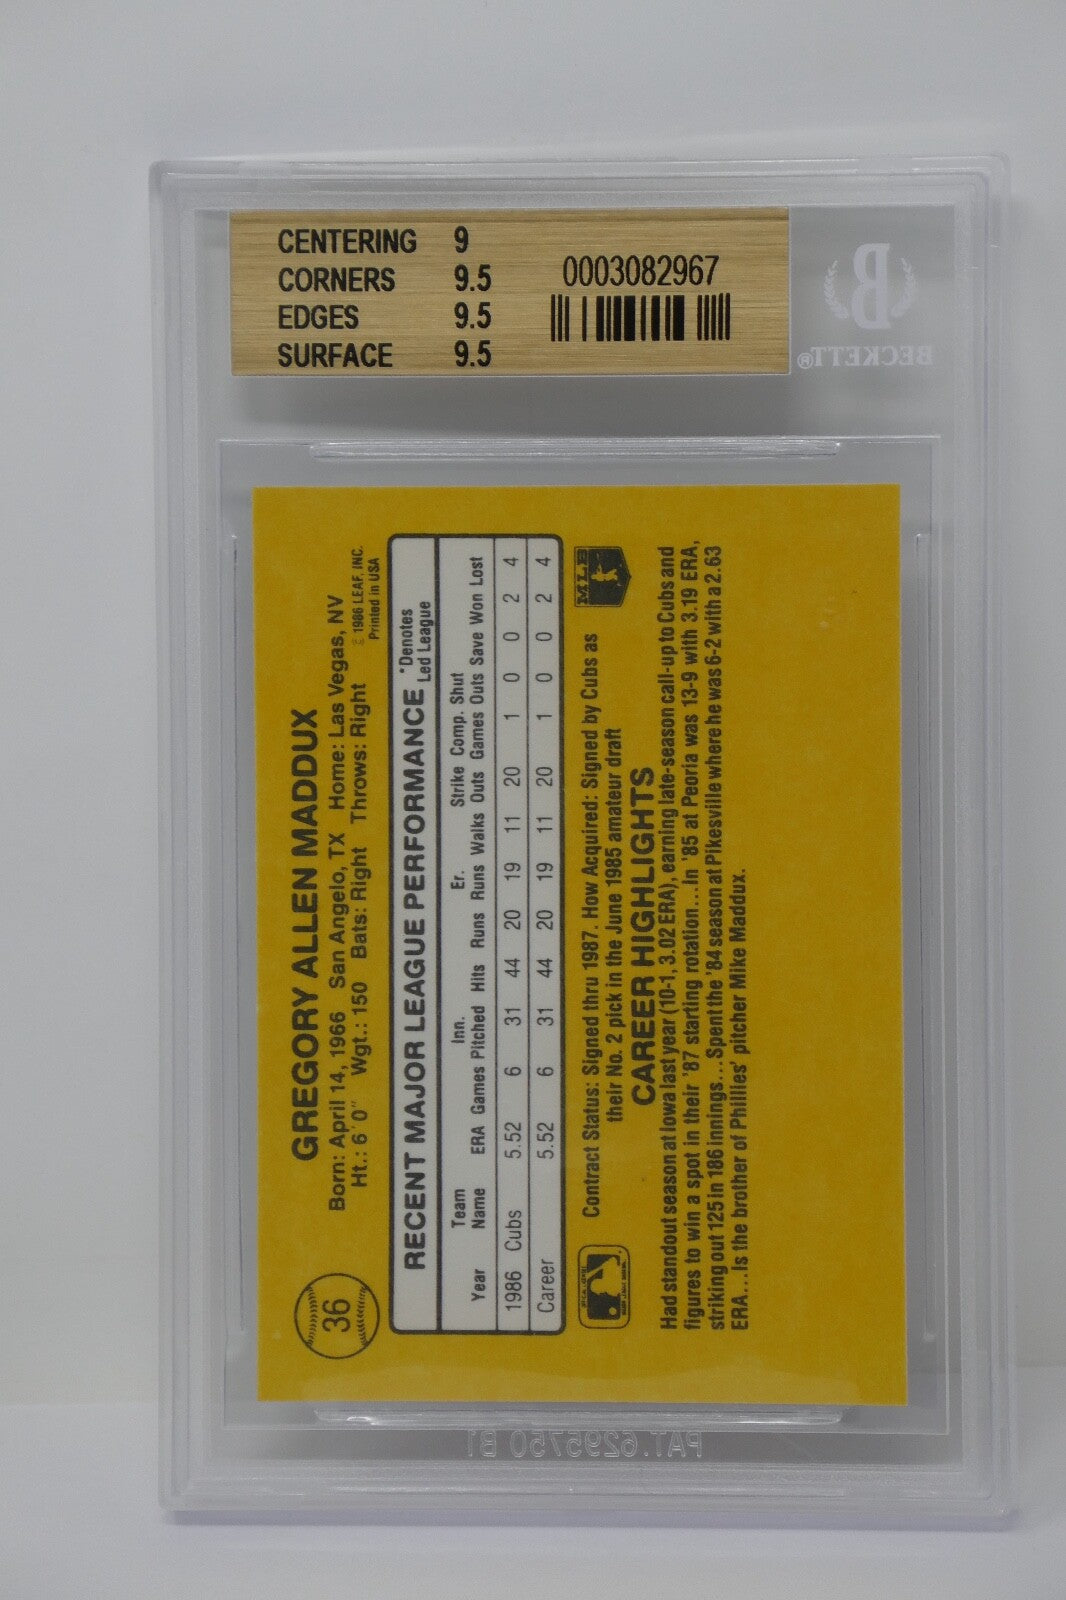 CENTERING 9
CORNERS 9.5
EDGES 9.5
SURFACE 9.5
0003082967
BECKETT®
36
GREGORY ALLEN MADDUX
Born: April 14, 1966 San Angelo, TX Home: Las Vegas, NV
Ht.: 6'0" Wgt.: 150 Bats: Right Throws: Right
© 1986 LEAF, INC.
Printed in USA
RECENT MAJOR LEAGUE PERFORMANCE
*Denotes
Led League
Year Team Name ERA Games Inn. Pitched Hits Runs Er. Runs Walks Strike Outs Comp. Games Shut Outs Save Won Lost
1986 Cubs 5.52 6 31 44 20 19 11 20 1 0 0 2 4
Career 5.52 6 31 44 20 19 11 20 1 0 0 2 4
Contract Status: Signed thru 1987. How Acquired: Signed by Cubs as
their No. 2 pick in the June 1985 amateur draft
MLB
CAREER HIGHLIGHTS
Had standout season at Iowa last year (10-1, 3.02 ERA), earning late-season call-up to Cubs and
figures to win a spot in their '87 starting rotation...In '85 at Peoria was 13-9 with 3.19 ERA,
striking out 125 in 186 innings...Spent the '84 season at Pikesville where he was 6-2 with a 2.63
ERA...Is the brother of Phillies' pitcher Mike Maddux.
PAT.6295750 B1